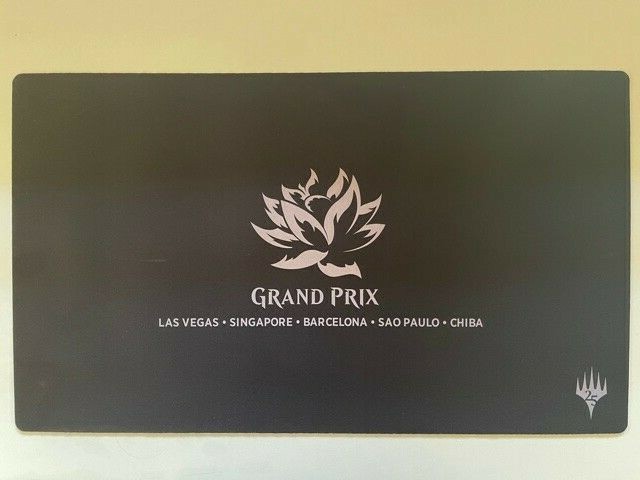 GRAND PRIX
LAS VEGAS • SINGAPORE • BARCELONA • SAO PAULO • CHIBA
25